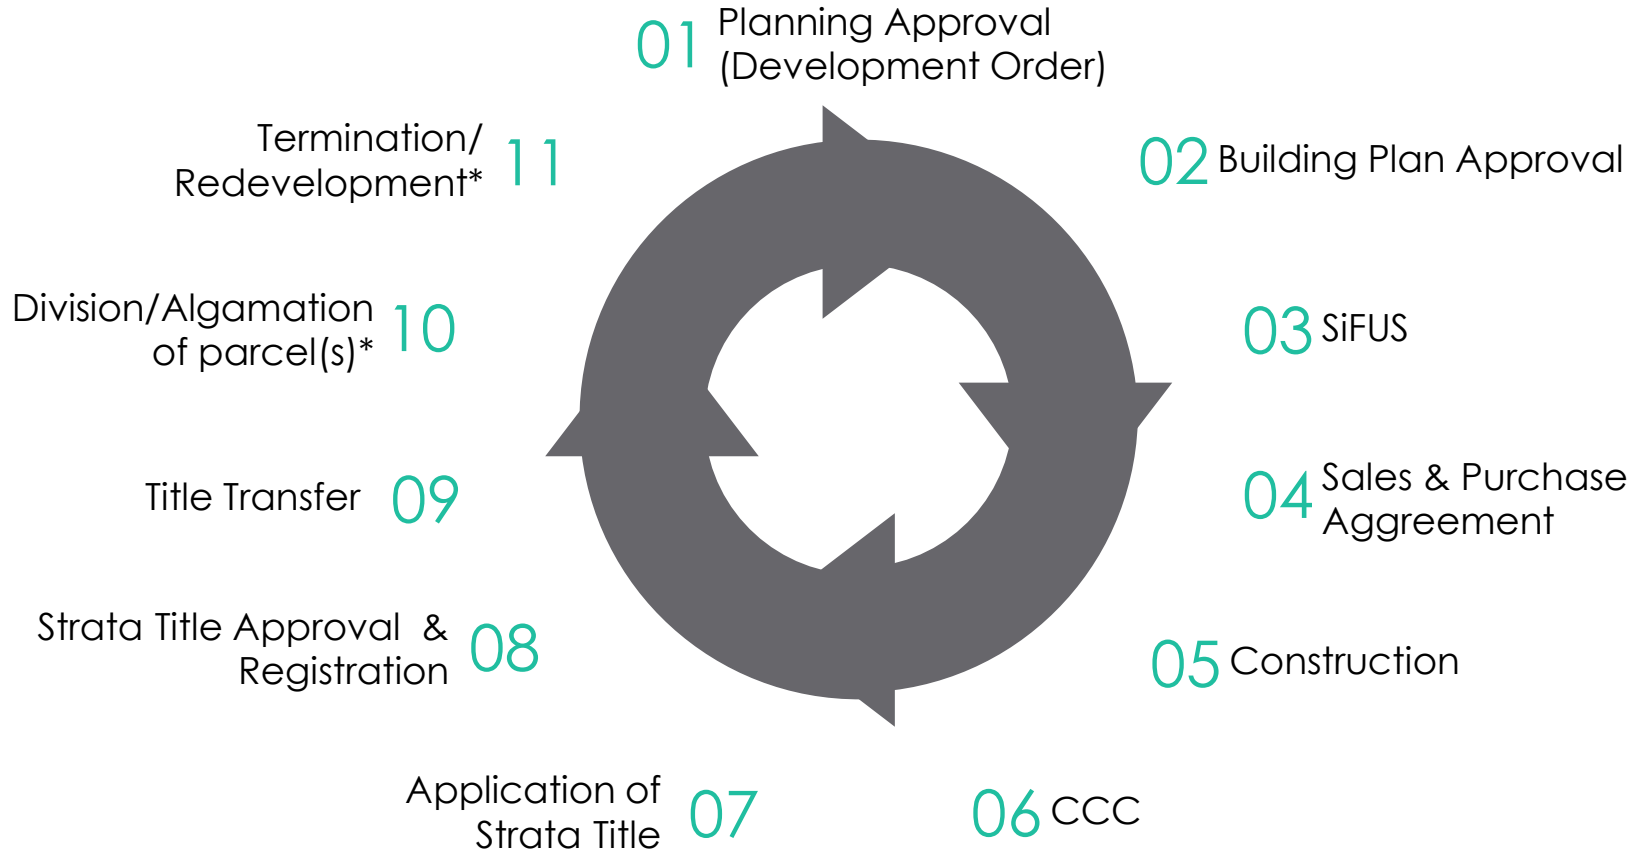 01 Planning Approval
(Development Order)
02 Building Plan Approval
03 SiFUS
04 Sales & Purchase
Aggreement
05 Construction
06 CCC
07 Application of
Strata Title
08 Strata Title Approval &
Registration
09 Title Transfer
10 Division/Algamation
of parcel(s)*
11 Termination/
Redevelopment*